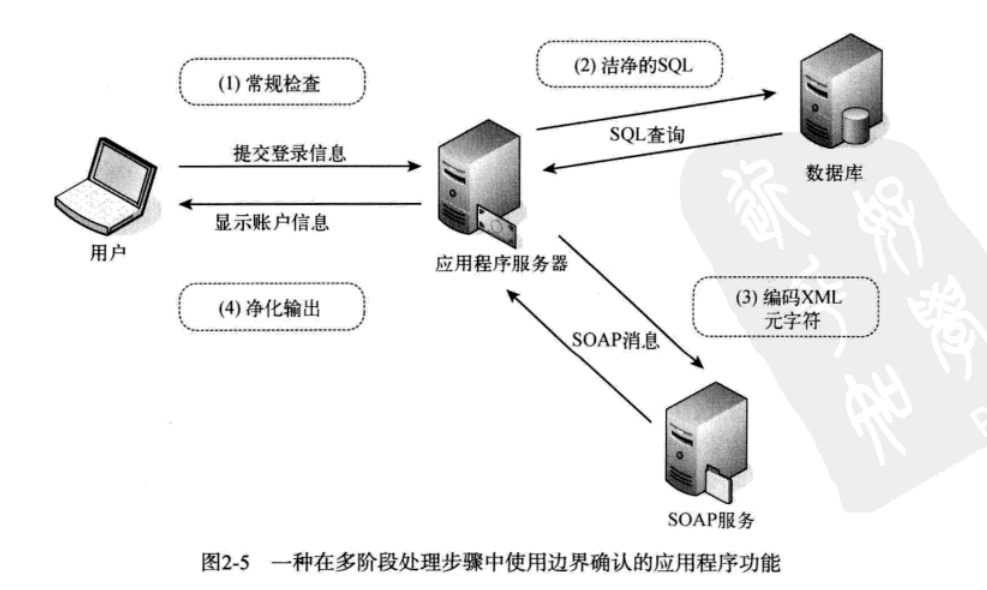 (1) 常规检查
(2) 洁净的SQL
提交登录信息
SQL查询
数据库
显示账户信息
用户
应用程序服务器
(4) 净化输出
(3) 编码XML
元字符
SOAP消息
SOAP服务
图2-5 一种在多阶段处理步骤中使用边界确认的应用程序功能